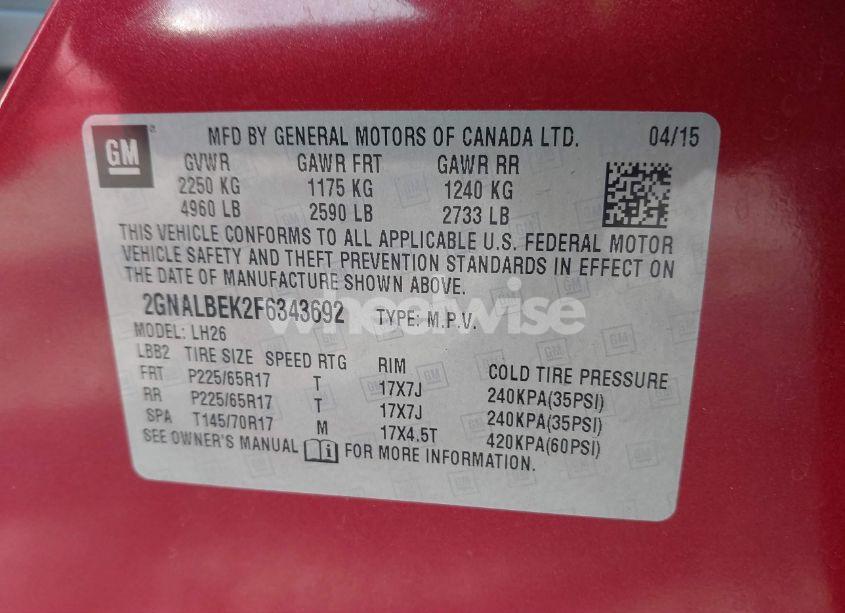 GM
MFD BY GENERAL MOTORS OF CANADA LTD. 04/15
GVWR GAWR FRT GAWR RR
2250 KG 1175 KG 1240 KG
4960 LB 2590 LB 2733 LB
THIS VEHICLE CONFORMS TO ALL APPLICABLE U.S. FEDERAL MOTOR
VEHICLE SAFETY AND THEFT PREVENTION STANDARDS IN EFFECT ON
THE DATE OF MANUFACTURE SHOWN ABOVE.
2GNALBEK2F6343692 TYPE: M.P.V.
wheelwise
MODEL: LH26
LBB2 TIRE SIZE SPEED RTG RIM COLD TIRE PRESSURE
FRT P225/65R17 T 17X7J 240KPA(35PSI)
RR P225/65R17 T 17X7J 240KPA(35PSI)
SPA T145/70R17 M 17X4.5T 420KPA(60PSI)
SEE OWNER'S MANUAL FOR MORE INFORMATION.